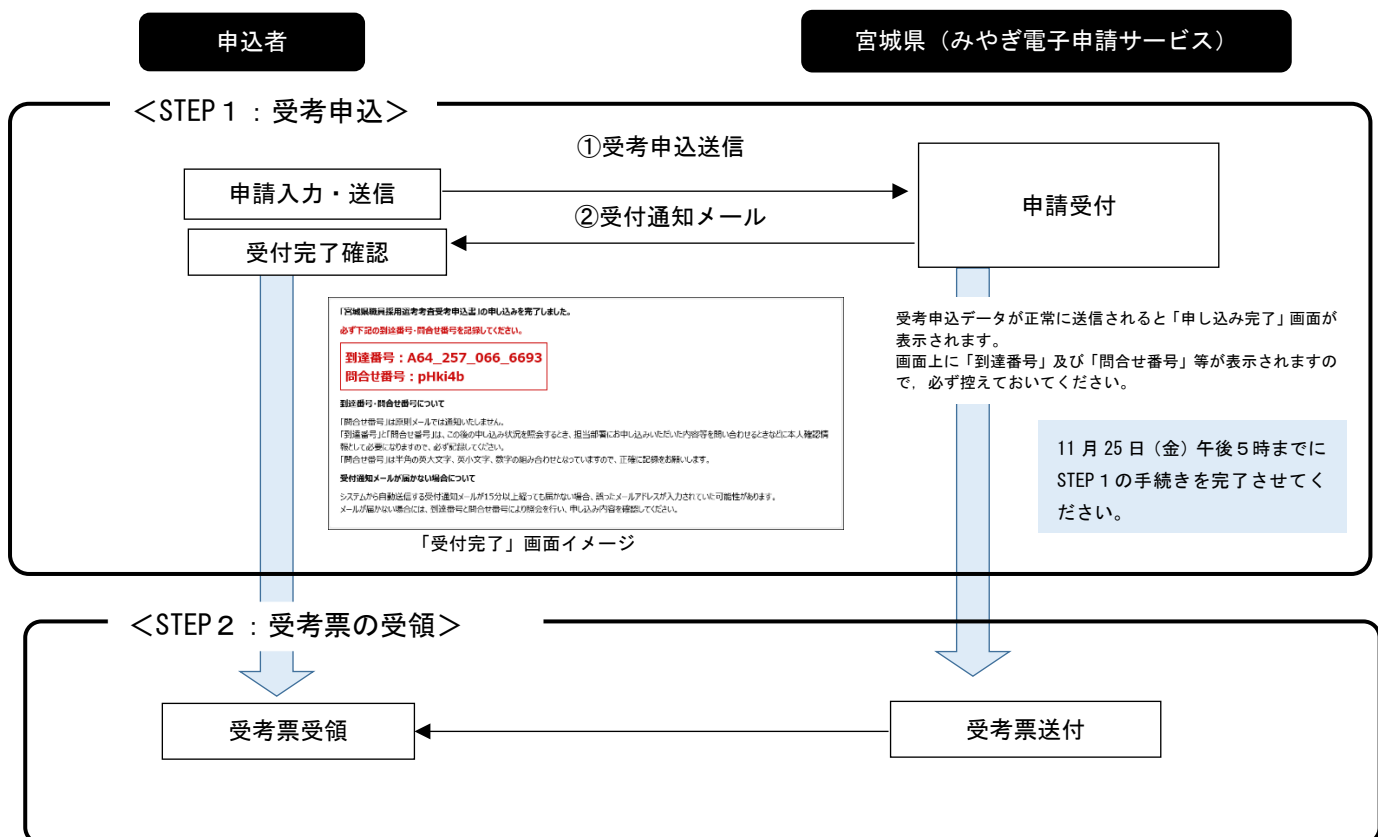 申込者
宮城県（みやぎ電子申請サービス）
＜STEP１：受考申込＞
①受考申込送信
申請入力・送信
申請受付
②受付通知メール
受付完了確認
「宮城県職員採用選考考査受考申込書」の申し込みを完了しました。
必ず下記の到達番号・問合せ番号を記録してください。
到達番号：A64_257_066_6693
問合せ番号：pHki4b
到達番号・問合せ番号について
「問合せ番号」は原則メールでは通知いたしません。
「到達番号」と「問合せ番号」は、この後の申し込み状況を照会するとき、担当部署にお申し込みいただいた内容等を問い合わせるときなどに本人確認情
報として必要になりますので、必ず記録してください。
「問合せ番号」は半角の英大文字、英小文字、数字の組み合わせとなっていますので、正確に記録をお願いします。
受付通知メールが届かない場合について
システムから自動送信する受付通知メールが15分以上経っても届かない場合、誤ったメールアドレスが入力されていた可能性があります。
メールが届かない場合には、到達番号と問合せ番号により照会を行い、申し込み内容を確認してください。
「受付完了」画面イメージ
受考申込データが正常に送信されると「申し込み完了」画面が
表示されます。
画面上に「到達番号」及び「問合せ番号」等が表示されますの
で，必ず控えておいてください。
11 月 25 日（金）午後５時までに
STEP１の手続きを完了させてく
ださい。
＜STEP２：受考票の受領＞
受考票受領
受考票送付